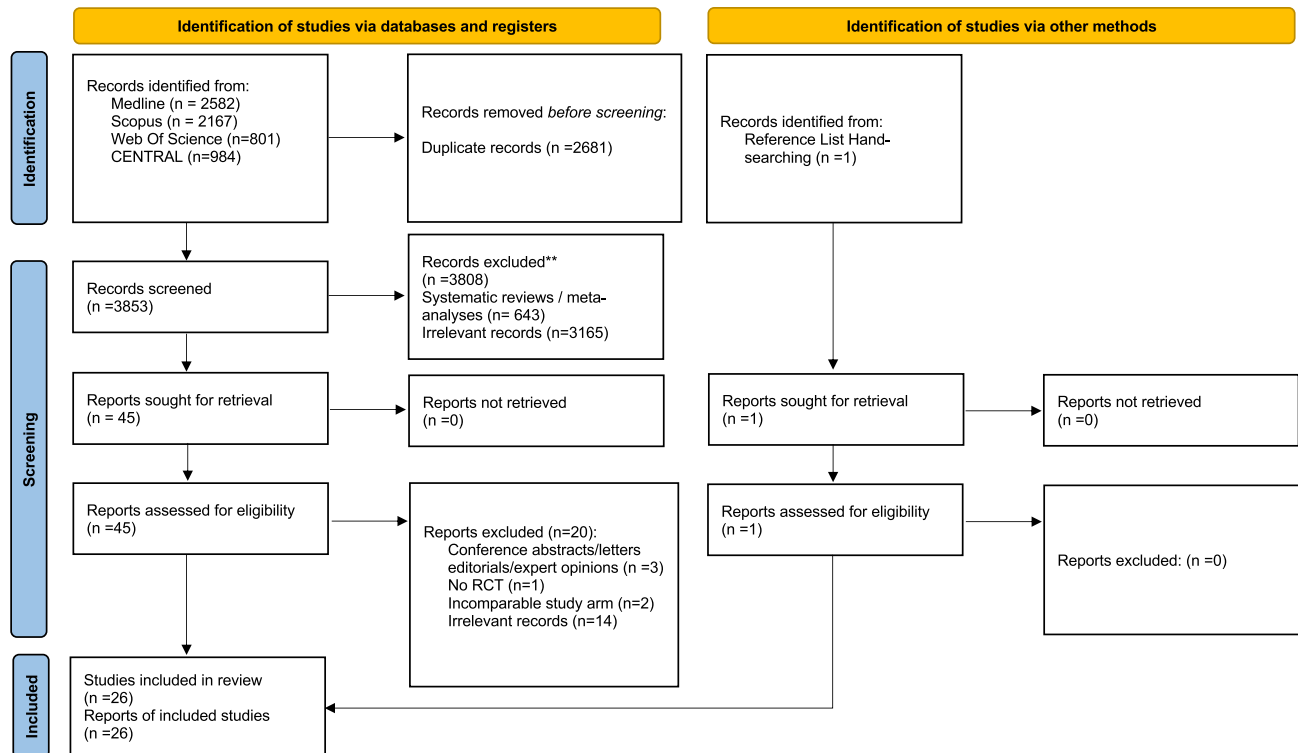 Identification of studies via databases and registers
Identification of studies via other methods
Identification
Records identified from:
Medline (n = 2582)
Scopus (n = 2167)
Web Of Science (n=801)
CENTRAL (n=984)
Records removed before screening:
Duplicate records (n =2681)
Records identified from:
Reference List Hand-
searching (n =1)
Screening
Records screened
(n =3853)
Records excluded**
(n =3808)
Systematic reviews / meta-
analyses (n= 643)
Irrelevant records (n=3165)
Reports sought for retrieval
(n = 45)
Reports not retrieved
(n =0)
Reports sought for retrieval
(n =1)
Reports not retrieved
(n =0)
Reports assessed for eligibility
(n =45)
Reports excluded (n=20):
Conference abstracts/letters
editorials/expert opinions (n =3)
No RCT (n=1)
Incomparable study arm (n=2)
Irrelevant records (n=14)
Reports assessed for eligibility
(n =1)
Reports excluded: (n =0)
Included
Studies included in review
(n =26)
Reports of included studies
(n =26)